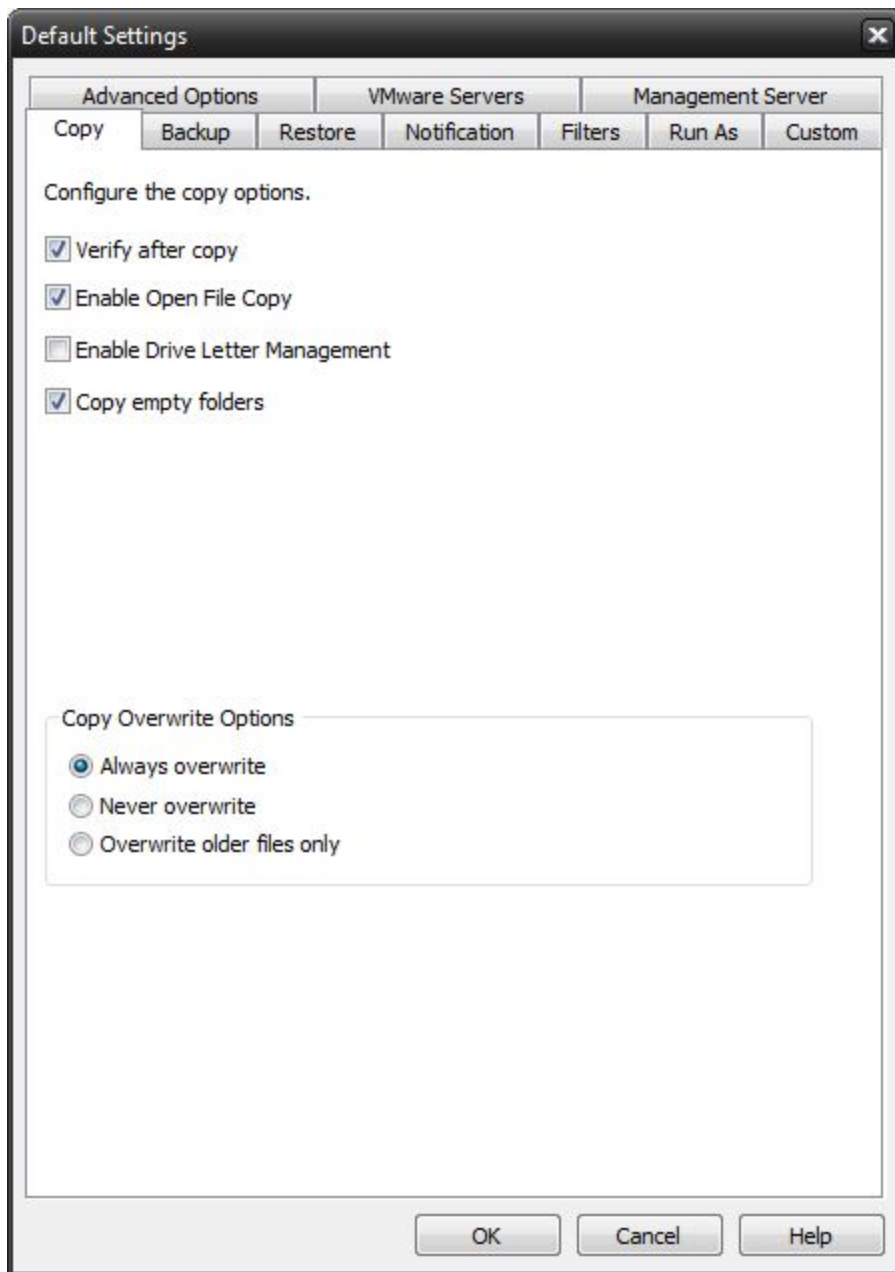 Default Settings
Advanced Options VMware Servers Management Server
Copy Backup Restore Notification Filters Run As Custom
Configure the copy options.
Verify after copy
Enable Open File Copy
Enable Drive Letter Management
Copy empty folders
Copy Overwrite Options
Always overwrite
Never overwrite
Overwrite older files only
OK Cancel Help